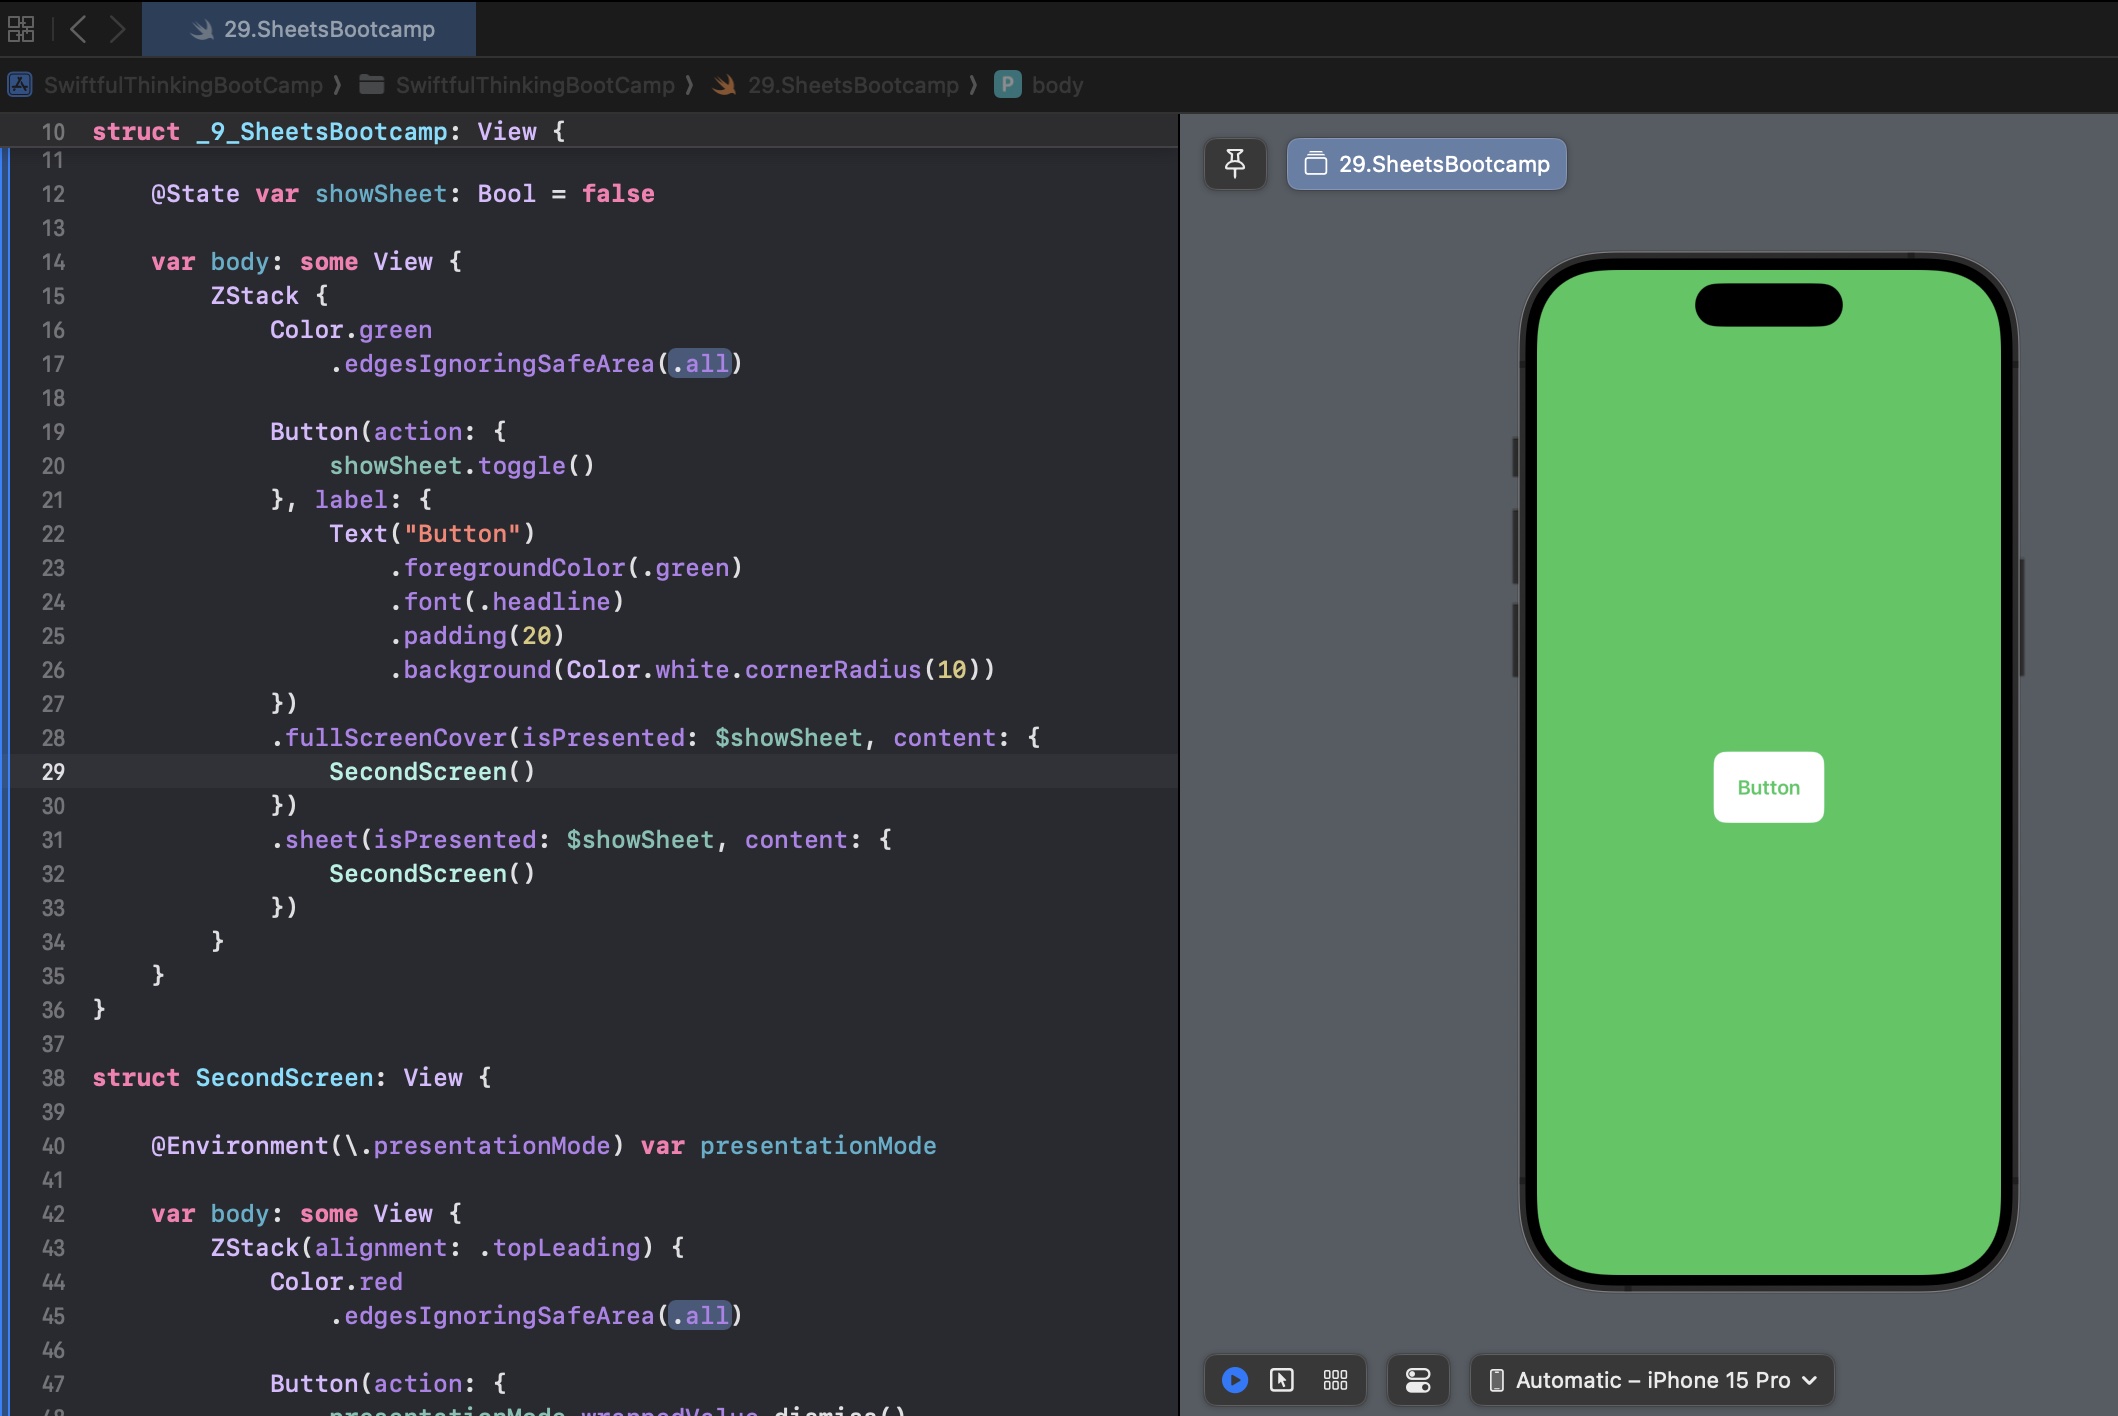 29.SheetsBootcamp
SwiftfulThinkingBootCamp ⟩ SwiftfulThinkingBootCamp ⟩ 29.SheetsBootcamp ⟩ P body
10 struct _9_SheetsBootcamp: View {
11
12     @State var showSheet: Bool = false
13
14     var body: some View {
15         ZStack {
16             Color.green
17                 .edgesIgnoringSafeArea(.all)
18
19             Button(action: {
20                 showSheet.toggle()
21             }, label: {
22                 Text("Button")
23                     .foregroundColor(.green)
24                     .font(.headline)
25                     .padding(20)
26                     .background(Color.white.cornerRadius(10))
27             })
28             .fullScreenCover(isPresented: $showSheet, content: {
29                 SecondScreen()
30             })
31             .sheet(isPresented: $showSheet, content: {
32                 SecondScreen()
33             })
34         }
35     }
36 }
37
38 struct SecondScreen: View {
39
40     @Environment(\.presentationMode) var presentationMode
41
42     var body: some View {
43         ZStack(alignment: .topLeading) {
44             Color.red
45                 .edgesIgnoringSafeArea(.all)
46
47             Button(action: {
48                 presentationMode.wrappedValue.dismiss()
29.SheetsBootcamp
Button
Automatic – iPhone 15 Pro